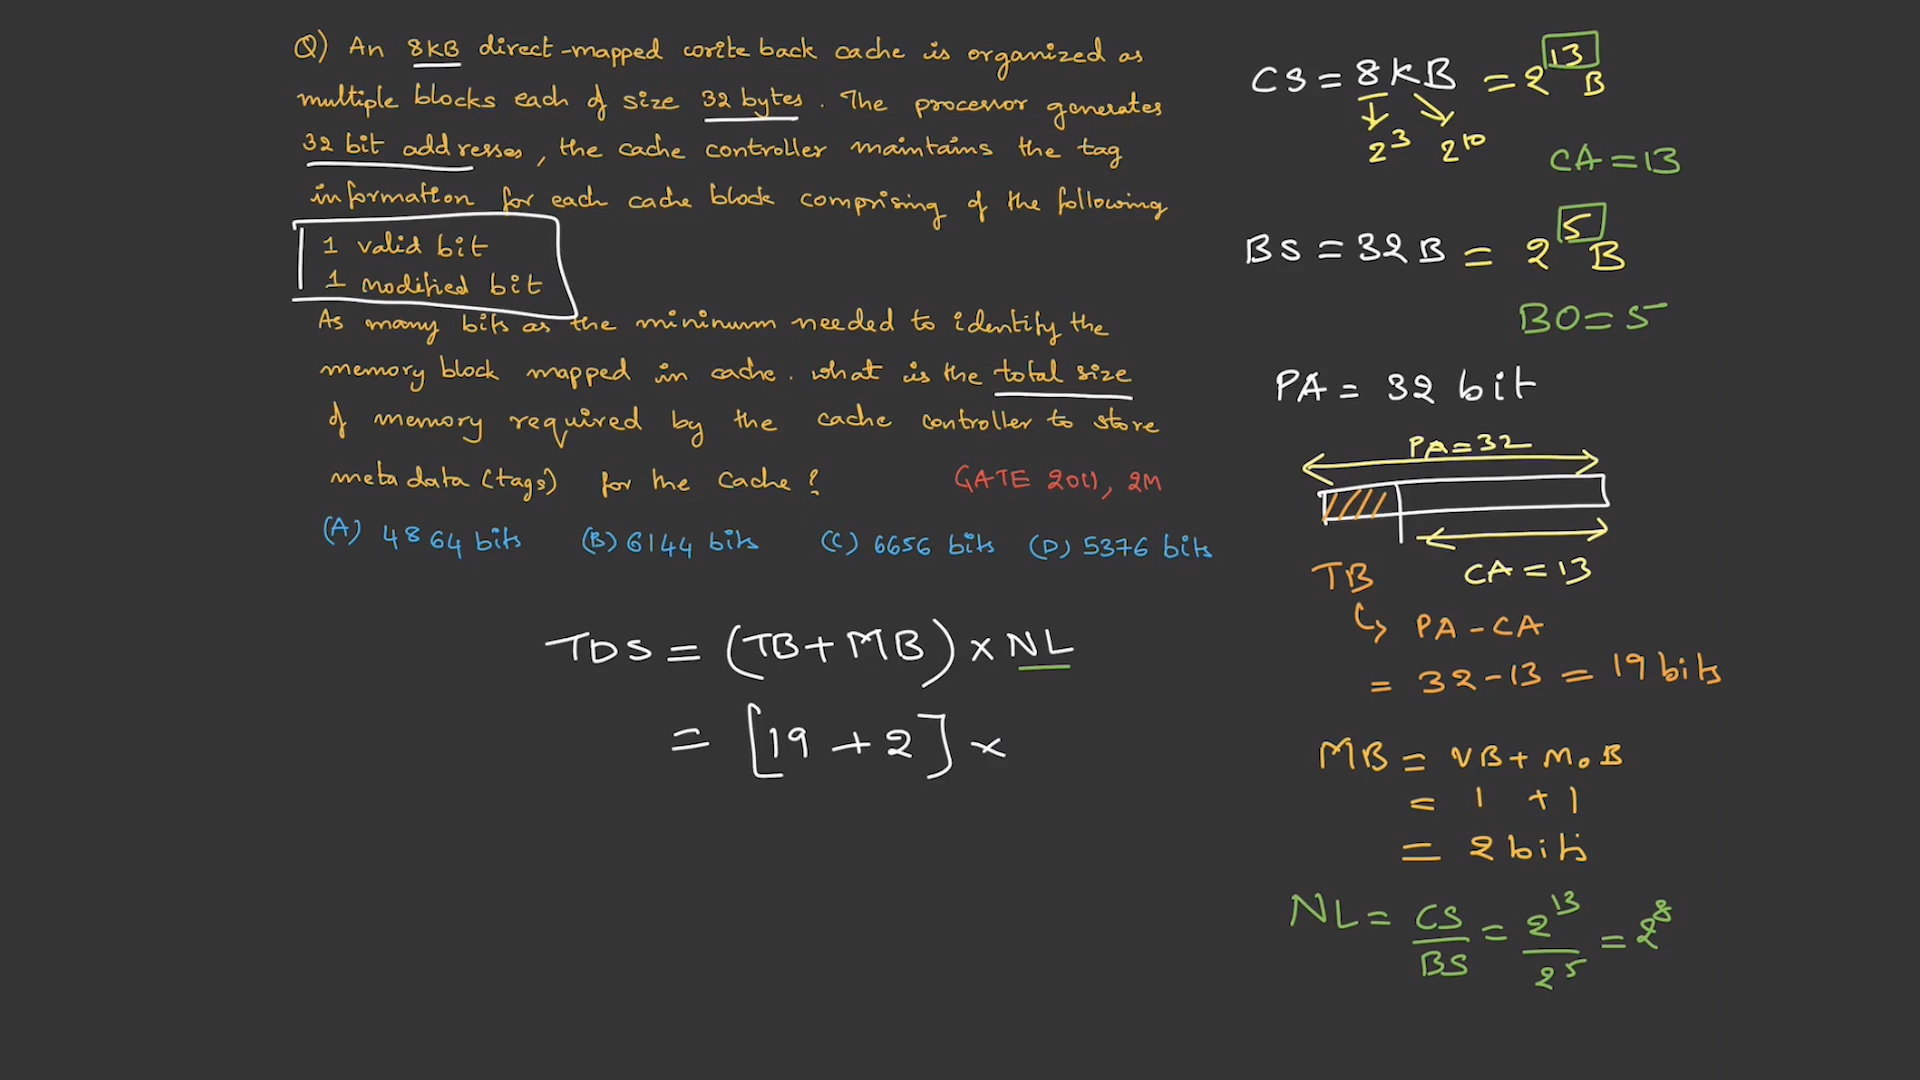 Q) An 8KB direct-mapped write back cache is organized as
multiple blocks each of size 32 bytes. The processor generates
32 bit addresses, the cache controller maintains the tag
information for each cache block comprising of the following
1 valid bit
1 modified bit
As many bits as the mininum needed to identify the
memory block mapped in cache. what is the total size
of memory required by the cache controller to store
meta data (tags) for the cache?
GATE 2011, 2M
(A) 4864 bits (B) 6144 bits (C) 6656 bits (D) 5376 bits
TDS = (TB+MB) × NL
= [19 + 2] ×
CS = 8KB = 2^13 B
2^3 2^10
CA = 13
BS = 32B = 2^5 B
BO = 5
PA = 32 bit
PA = 32
TB CA = 13
↳ PA - CA
= 32 - 13 = 19 bits
MB = VB + MoB
= 1 + 1
= 2 bits
NL = CS/BS = 2^13/2^5 = 2^8